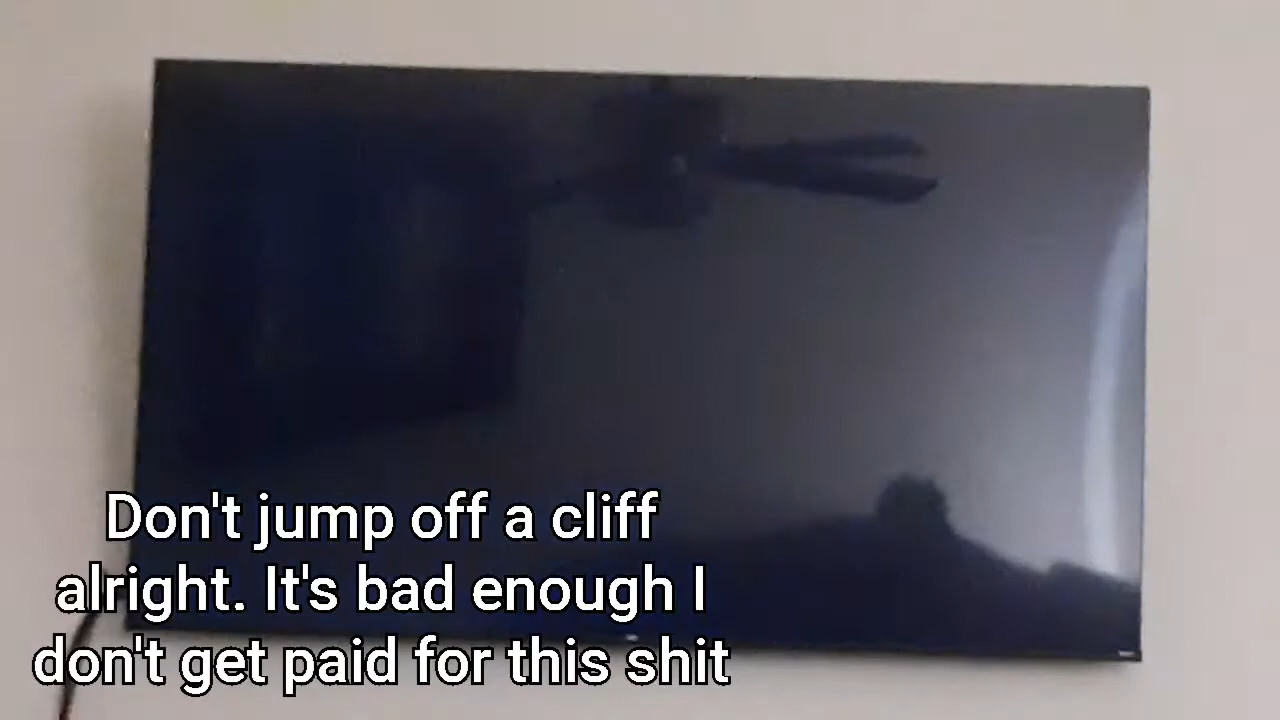 Don't jump off a cliff
alright. It's bad enough I
don't get paid for this shit